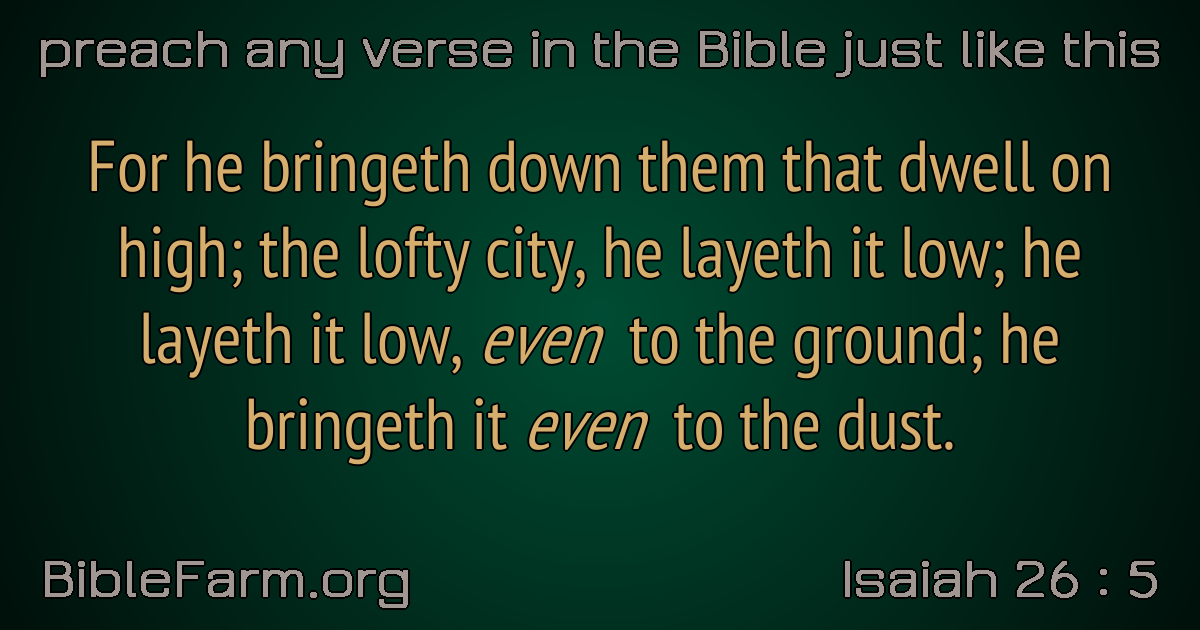 preach any verse in the Bible just like this
For he bringeth down them that dwell on
high; the lofty city, he layeth it low; he
layeth it low, even to the ground; he
bringeth it even to the dust.
BibleFarm.org
Isaiah 26 : 5